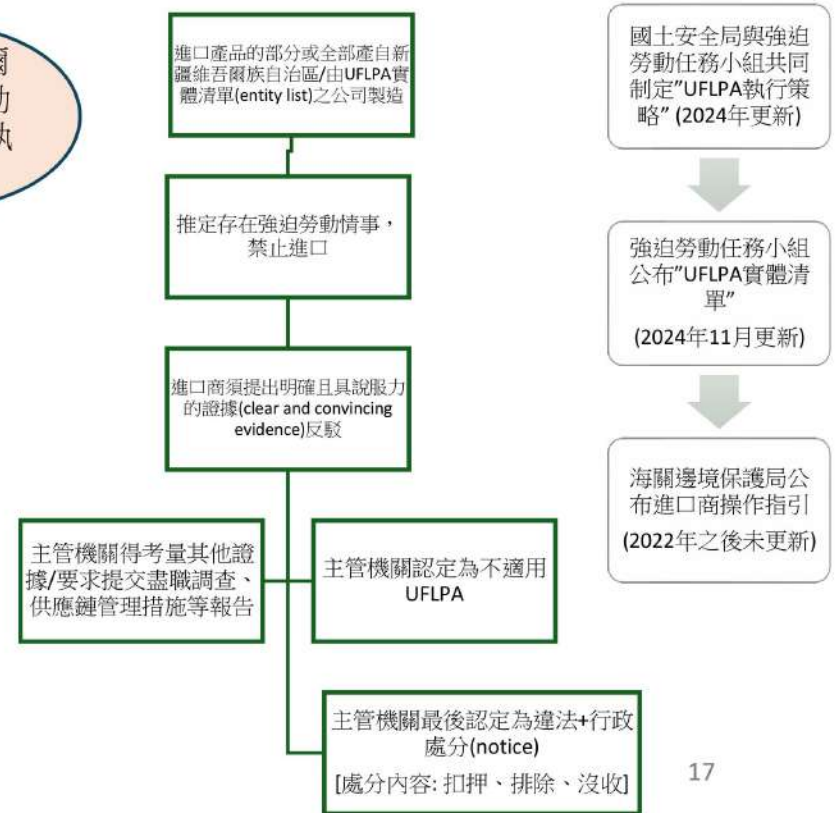 爾
动
执
進口產品的部分或全部產自新
疆維吾爾族自治區/由UFLPA實
體清單(entity list)之公司製造
推定存在強迫勞動情事，
禁止進口
進口商須提出明確且具說服力
的證據(clear and convincing
evidence)反駁
主管機關得考量其他證
據/要求提交盡職調查、
供應鏈管理措施等報告
主管機關認定為不適用
UFLPA
主管機關最後認定為違法+行政
處分(notice)
[處分內容: 扣押、排除、沒收]
國土安全局與強迫
勞動任務小組共同
制定"UFLPA執行策
略" (2024年更新)
強迫勞動任務小組
公布"UFLPA實體清
單"
(2024年11月更新)
海關邊境保護局公
布進口商操作指引
(2022年之後未更新)
17